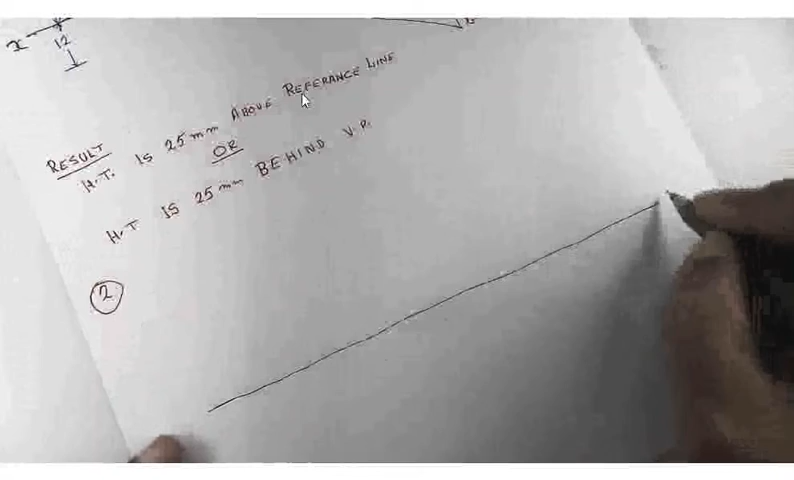 x
12
RESULT
H.T. IS 25 mm ABOVE REFERANCE LINE
OR
H.T IS 25 mm BEHIND V.P.
2